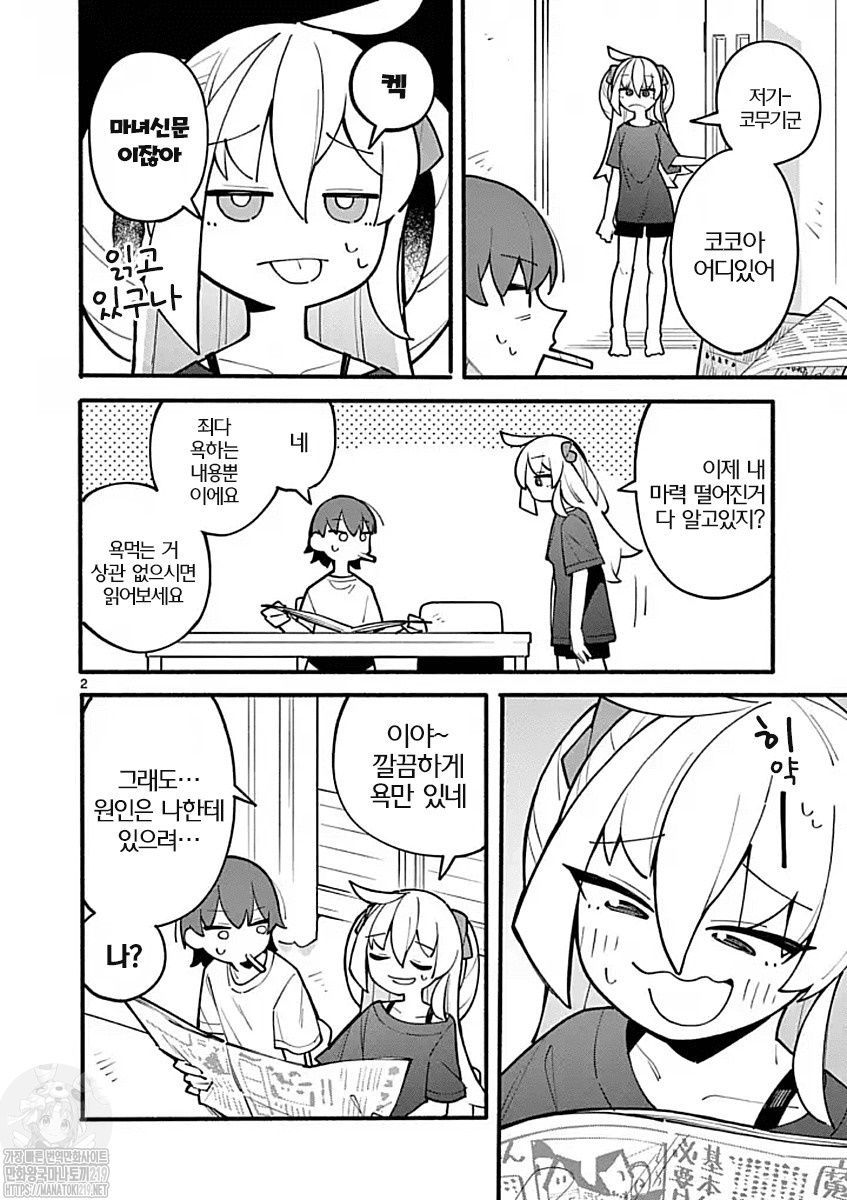 저기-
코무기군
코코아
어디있어
켁
마녀신문
이잖아
읽고
있구나
이제 내
마력 떨어진거
다 알고있지?
네
죄다
욕하는
내용뿐
이에요
욕먹는 거
상관 없으시면
읽어보세요
2
히
약
ー
이야~
깔끔하게
욕만 있네
그래도…
원인은 나한테
있으려…
나?
ん
必要
基本
가장 빠른 번역만화사이트
만화왕국마나토끼219
HTTPS://MANATOKI219.NET